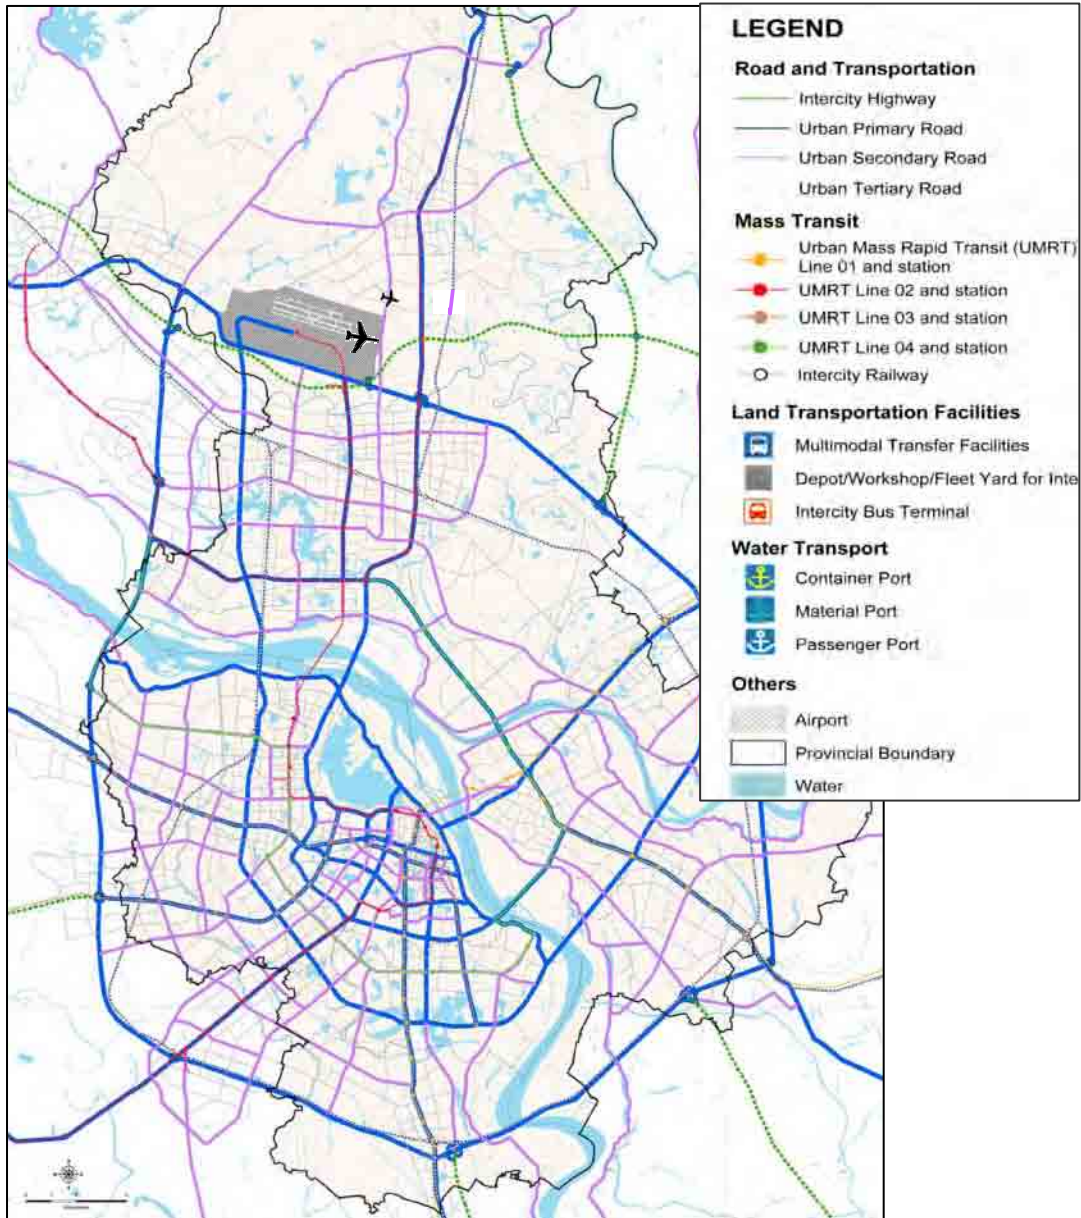 LEGEND
Road and Transportation
Intercity Highway
Urban Primary Road
Urban Secondary Road
Urban Tertiary Road
Mass Transit
Urban Mass Rapid Transit (UMRT)
Line 01 and station
UMRT Line 02 and station
UMRT Line 03 and station
UMRT Line 04 and station
Intercity Railway
Land Transportation Facilities
Multimodal Transfer Facilities
Depot/Workshop/Fleet Yard for Inte
Intercity Bus Terminal
Water Transport
Container Port
Material Port
Passenger Port
Others
Airport
Provincial Boundary
Water